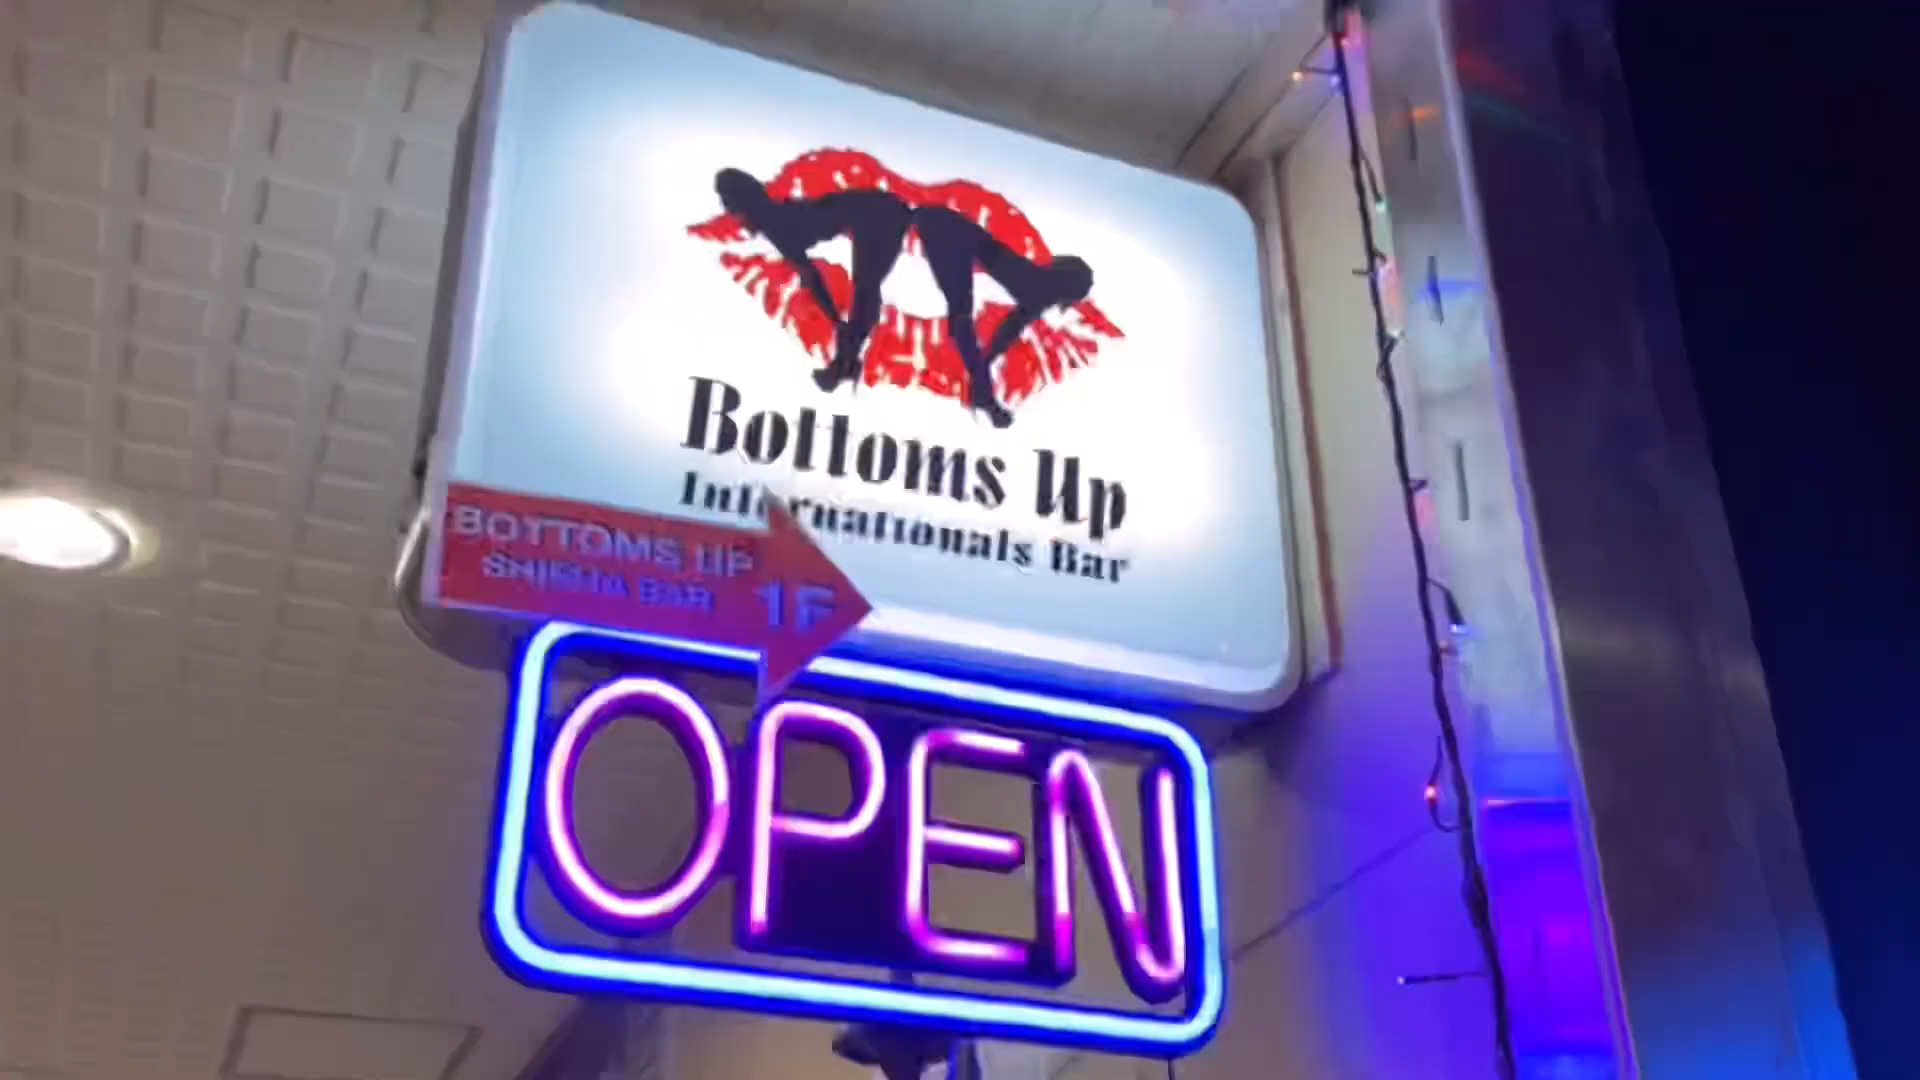 Bottoms Up
Internationals Bar
BOTTOMS UP
SHISHA BAR
1F
OPEN